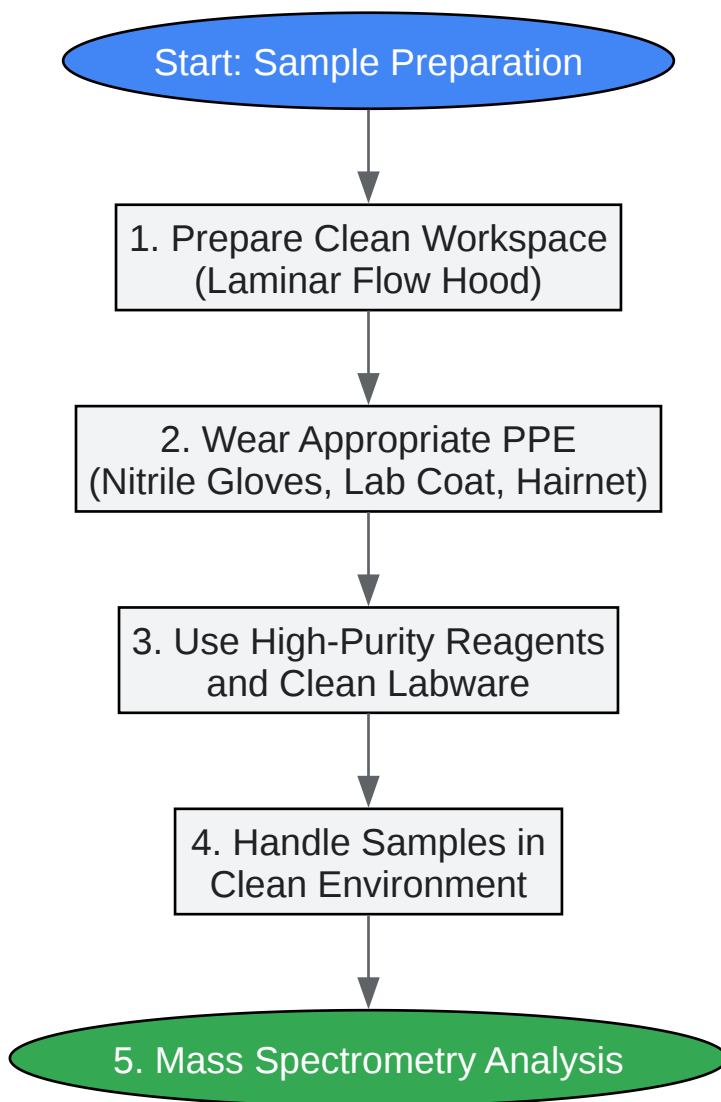 Start: Sample Preparation
1. Prepare Clean Workspace
(Laminar Flow Hood)
2. Wear Appropriate PPE
(Nitrile Gloves, Lab Coat, Hairnet)
3. Use High-Purity Reagents
and Clean Labware
4. Handle Samples in
Clean Environment
5. Mass Spectrometry Analysis